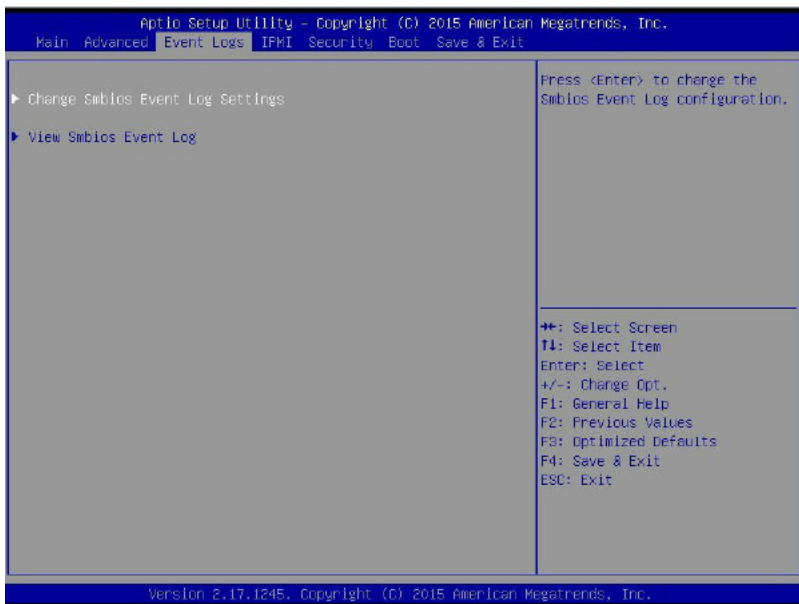 Aptio Setup Utility – Copyright (C) 2015 American Megatrends, Inc.
Main Advanced Event Logs IPMI Security Boot Save & Exit
▶ Change Smbios Event Log Settings
▶ View Smbios Event Log
Press <Enter> to change the
Smbios Event Log configuration.
→←: Select Screen
↑↓: Select Item
Enter: Select
+/-: Change Opt.
F1: General Help
F2: Previous Values
F3: Optimized Defaults
F4: Save & Exit
ESC: Exit
Version 2.17.1245. Copyright (C) 2015 American Megatrends, Inc.